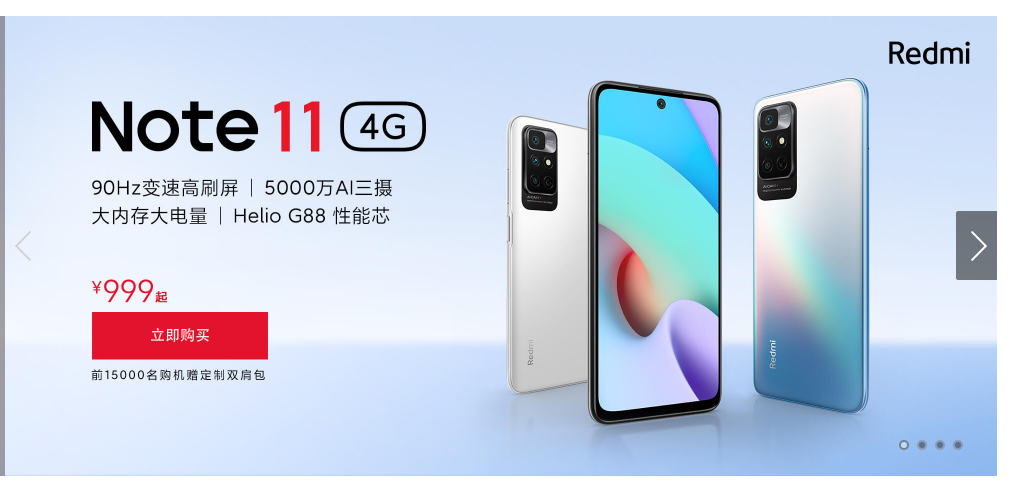 Redmi
Note 11 4G
90Hz变速高刷屏｜5000万AI三摄
大内存大电量｜Helio G88 性能芯
¥999起
立即购买
前15000名购机赠定制双肩包
Redmi
Redmi